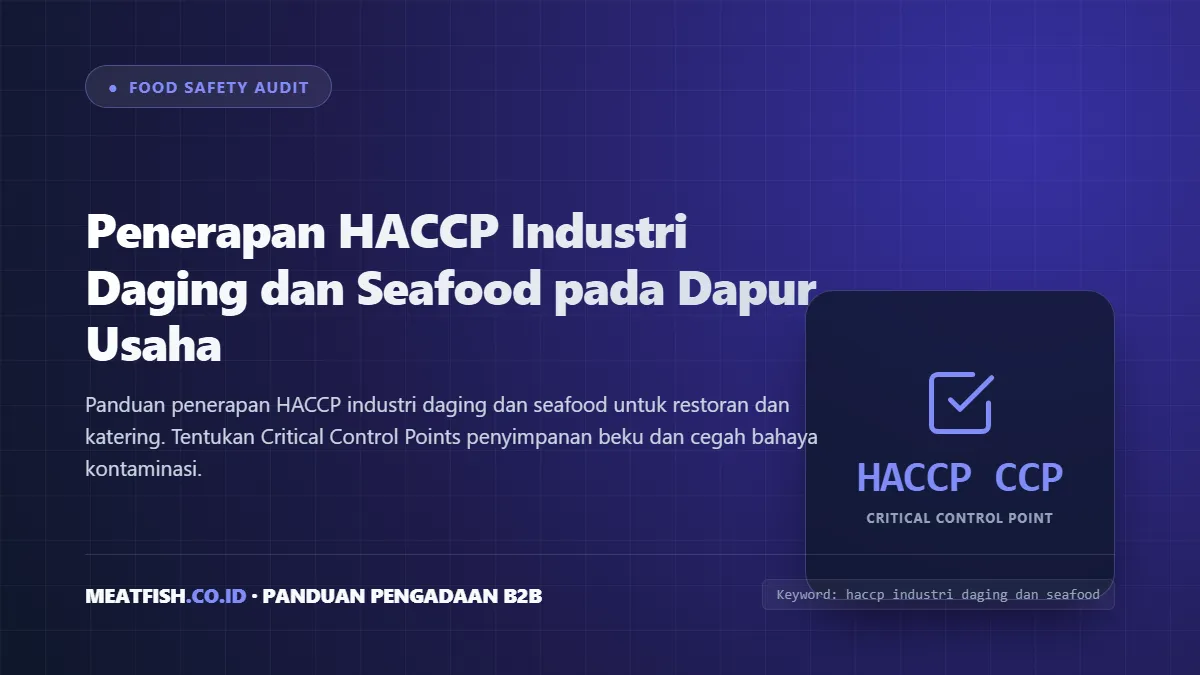 • FOOD SAFETY AUDIT
Penerapan HACCP Industri
Daging dan Seafood pada Dapur
Usaha
Panduan penerapan HACCP industri daging dan seafood untuk restoran dan
katering. Tentukan Critical Control Points penyimpanan beku dan cegah bahaya
kontaminasi.
HACCP CCP
CRITICAL CONTROL POINT
MEATFISH.CO.ID • PANDUAN PENGADAAN B2B
Keyword: haccp industri daging dan seafood